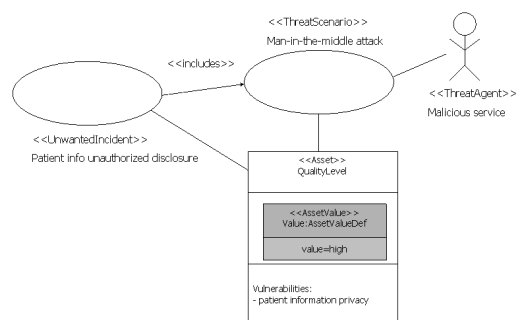 <<ThreatScenario>>
Man-in-the-middle attack
<<includes>>
<<ThreatAgent>>
Malicious service
<<UnwantedIncident>>
Patient info unauthorized disclosure
<<Asset>>
QualityLevel
<<AssetValue>>
Value:AssetValueDef
value=high
Vulnerabilities:
- patient information privacy